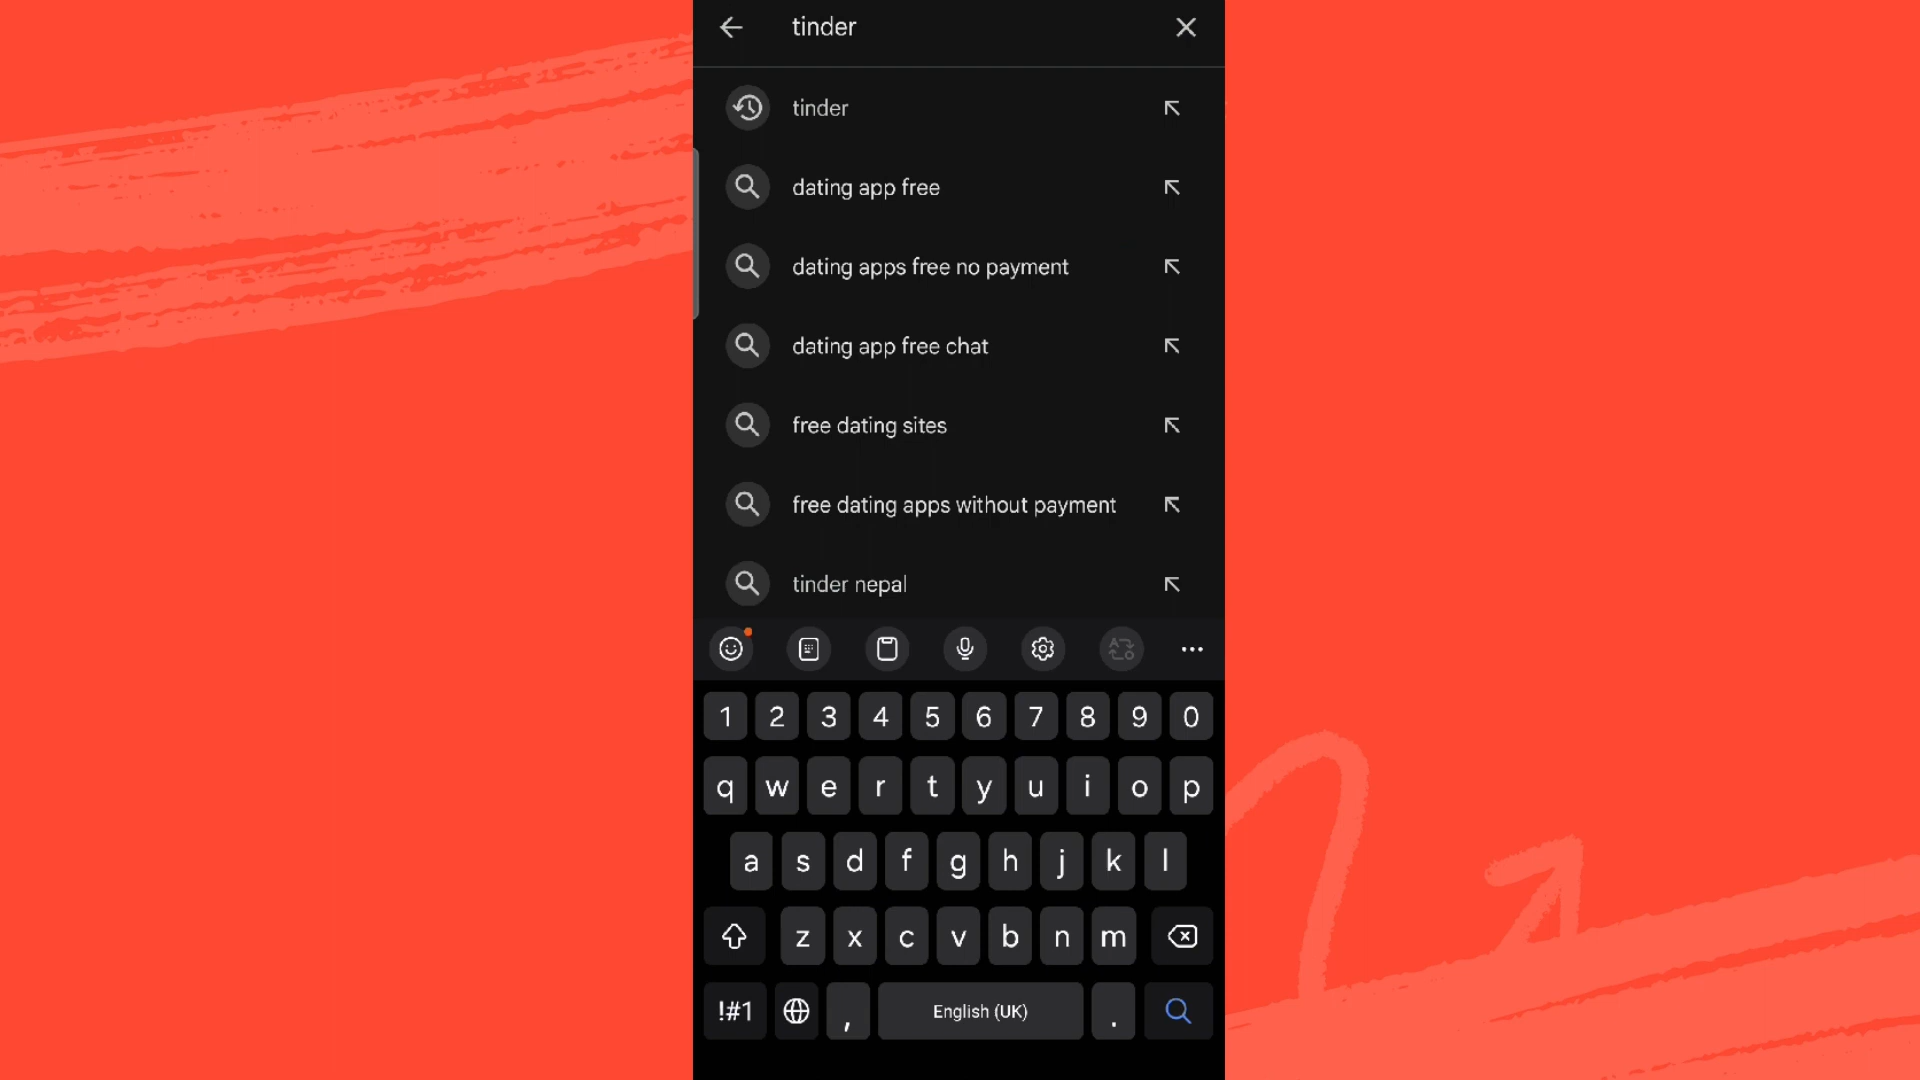 tinder
tinder
dating app free
dating apps free no payment
dating app free chat
free dating sites
free dating apps without payment
tinder nepal
1 2 3 4 5 6 7 8 9 0
q w e r t y u i o p
a s d f g h j k l
z x c v b n m
!#1 , English (UK) .